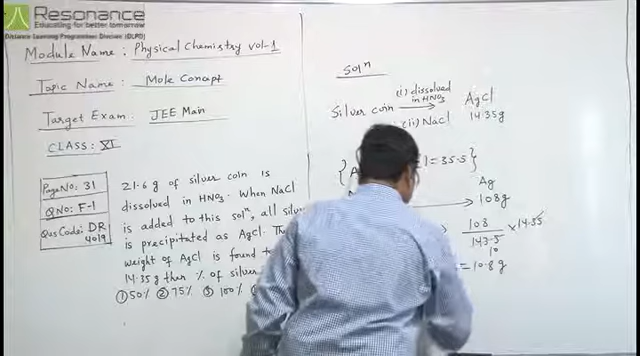 Resonance
Educating for better tomorrow
Distance Learning Programmes Division (DLPD)
Module Name : Physical Chemistry vol-1
Topic Name : Mole Concept
Target Exam : JEE Main
CLASS : XI
Page No: 31
Q.No: F-1
Ques Code: DR 4019
21.6 g of silver coin is
dissolved in HNO3. When NaCl
is added to this solⁿ, all silver
is precipitated as AgCl. The
weight of AgCl is found to
14.35 g then % of silver
① 50% ② 75% ③ 100%
Solⁿ
Silver coin (i) dissolved in HNO3 → AgCl
(ii) NaCl 14.35g
= 35.5 }
Ag
→ 108g
108/143.5 × 14.35
10
= 10.8 g